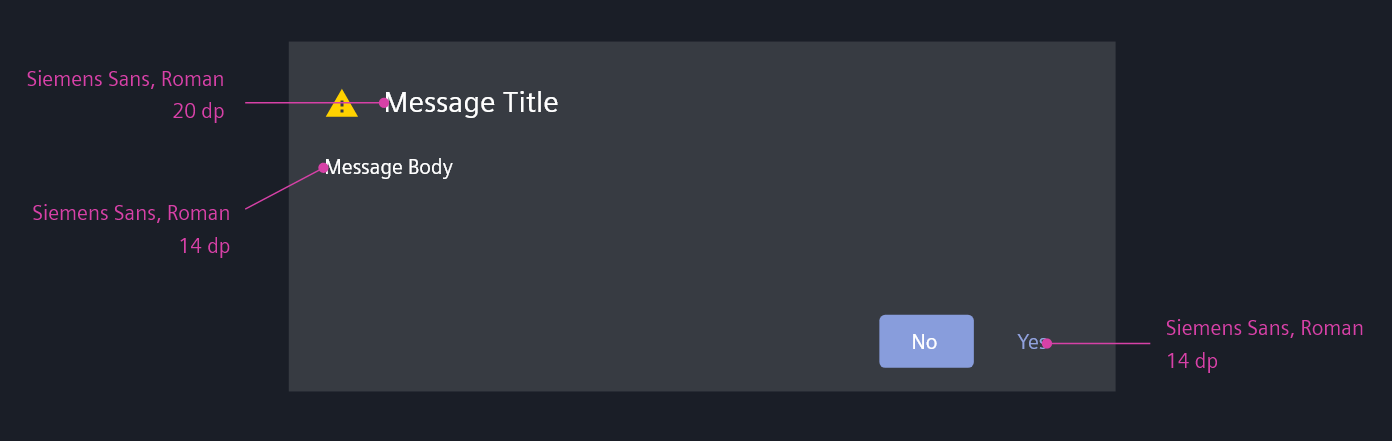 Siemens Sans, Roman
20 dp
Message Title
Message Body
Siemens Sans, Roman
14 dp
No
Yes
Siemens Sans, Roman
14 dp